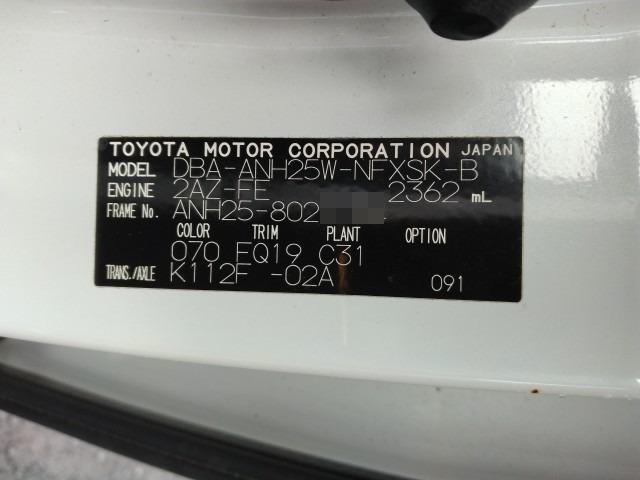 TOYOTA MOTOR CORPORATION JAPAN
MODEL DBA-ANH25W-NFXSK-B
ENGINE 2AZ-FE 2362 mL
FRAME No. ANH25-802
COLOR TRIM PLANT OPTION
070 FQ19 C31
TRANS./AXLE K112F -02A 091